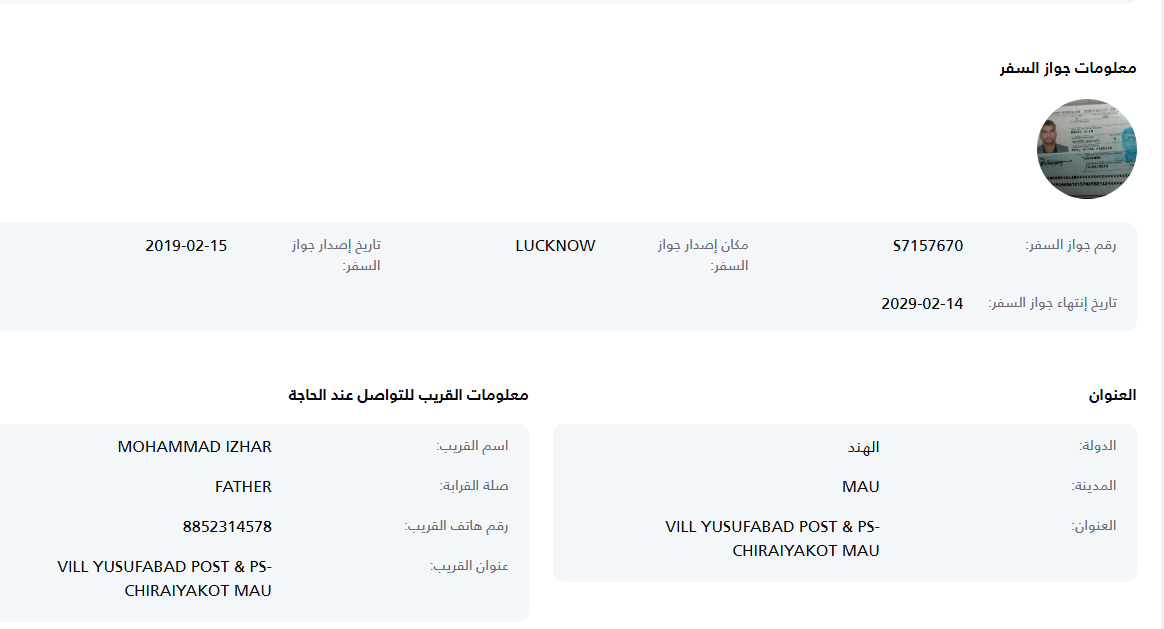 معلومات جواز السفر
رقم جواز السفر: S7157670
مكان إصدار جواز السفر: LUCKNOW
تاريخ إصدار جواز السفر: 2019-02-15
تاريخ إنتهاء جواز السفر: 2029-02-14
العنوان
الدولة: الهند
المدينة: MAU
العنوان: VILL YUSUFABAD POST & PS-
CHIRAIYAKOT MAU
معلومات القريب للتواصل عند الحاجة
اسم القريب: MOHAMMAD IZHAR
صلة القرابة: FATHER
رقم هاتف القريب: 8852314578
عنوان القريب: VILL YUSUFABAD POST & PS-
CHIRAIYAKOT MAU